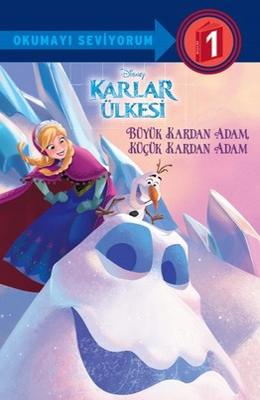 OKUMAYI SEVİYORUM
1
Disney
KARLAR
ÜLKESİ
BÜYÜK KARDAN ADAM,
KÜÇÜK KARDAN ADAM